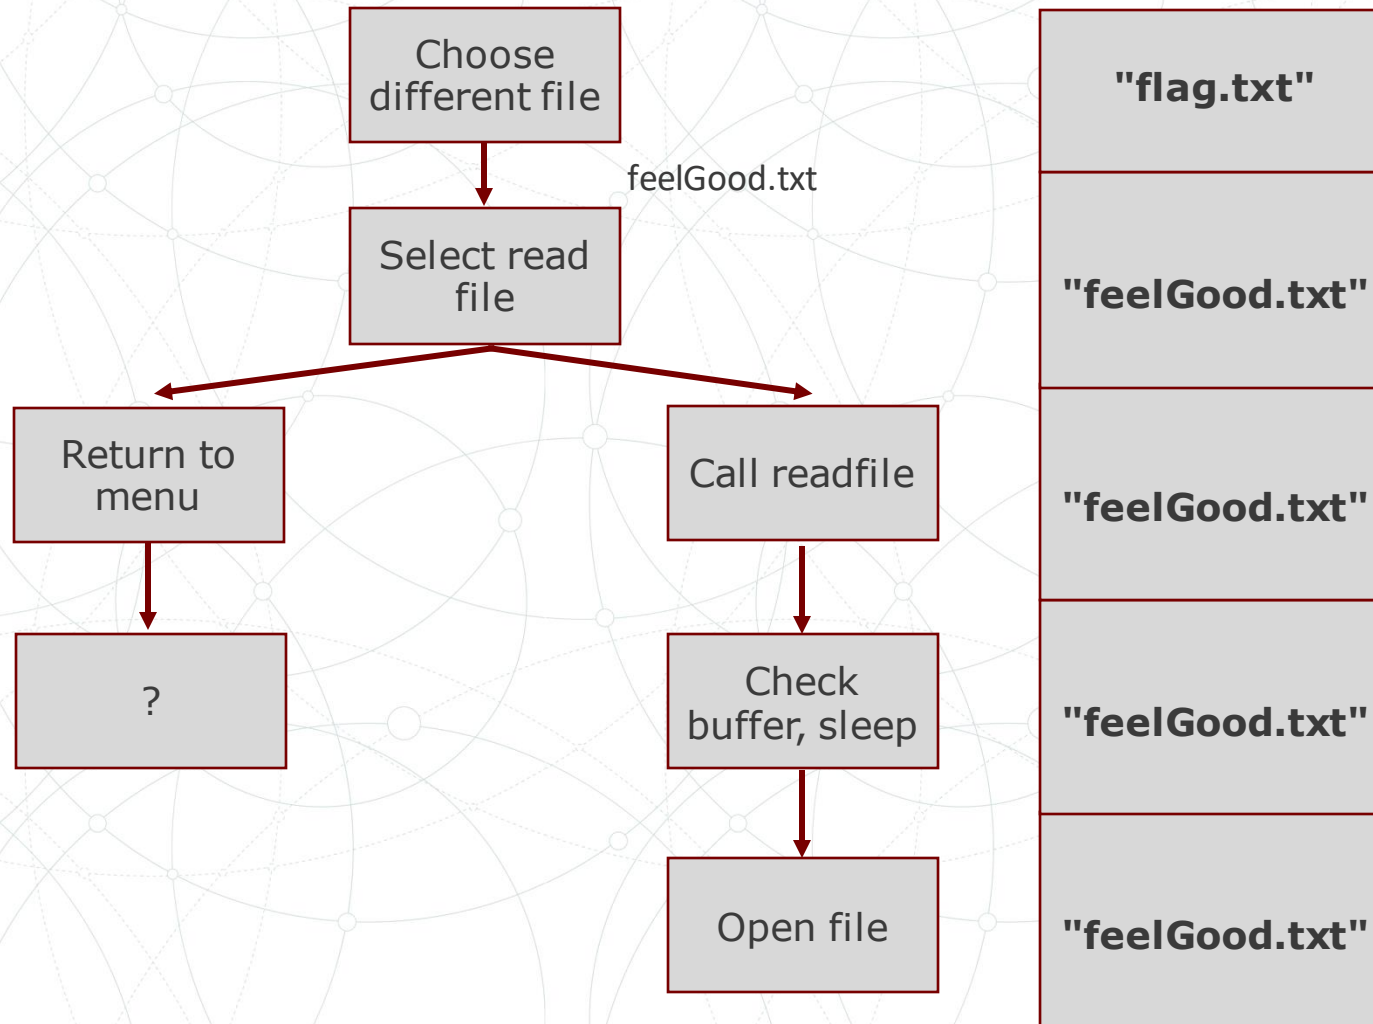 Choose
different file
"flag.txt"
feelGood.txt
Select read
file
"feelGood.txt"
Return to
menu
Call readfile
"feelGood.txt"
?
Check
buffer, sleep
"feelGood.txt"
Open file
"feelGood.txt"